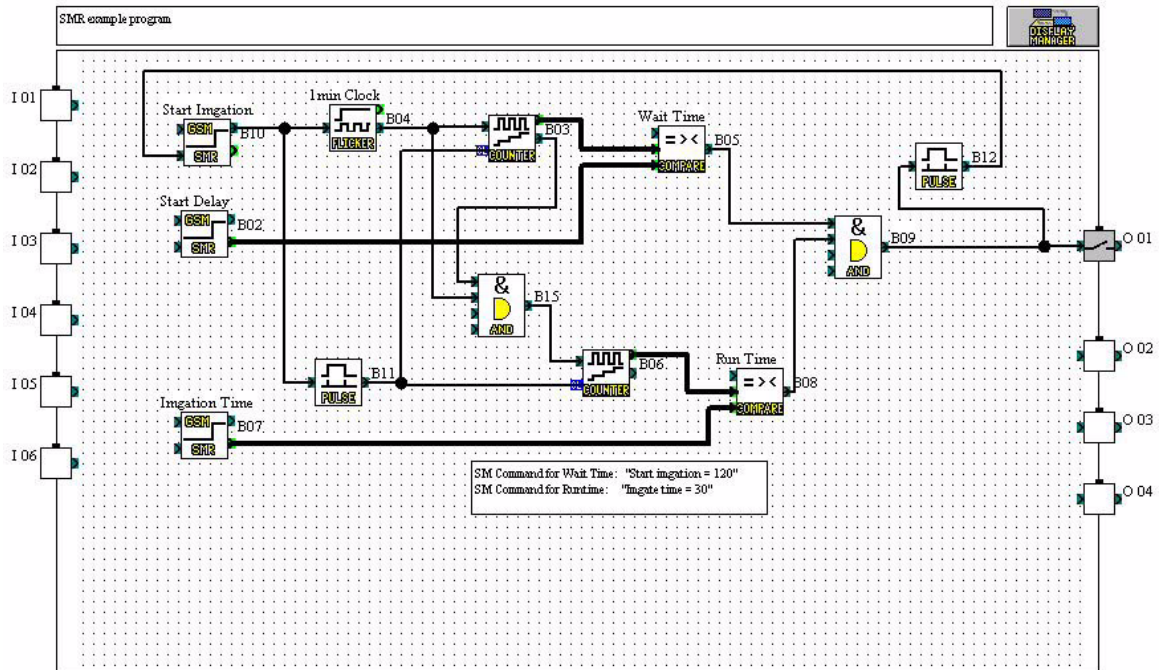 SMR example program
DISPLAY
MANAGER
I 01
I 02
I 03
I 04
I 05
I 06
Start Imgation
GSM
SMR
B10
1min Clock
FLICKER
B04
COUNTER
B03
CL
Wait Time
=><
COMPARE
B05
PULSE
B12
Start Delay
GSM
SMR
B02
&
AND
B09
O 01
&
AND
B15
PULSE
B11
COUNTER
B06
CL
Run Time
=><
COMPARE
B08
O 02
O 03
O 04
Imgation Time
GSM
SMR
B07
SM Command for Wait Time: "Start imgation = 120"
SM Command for Runtime: "Imgate time = 30"